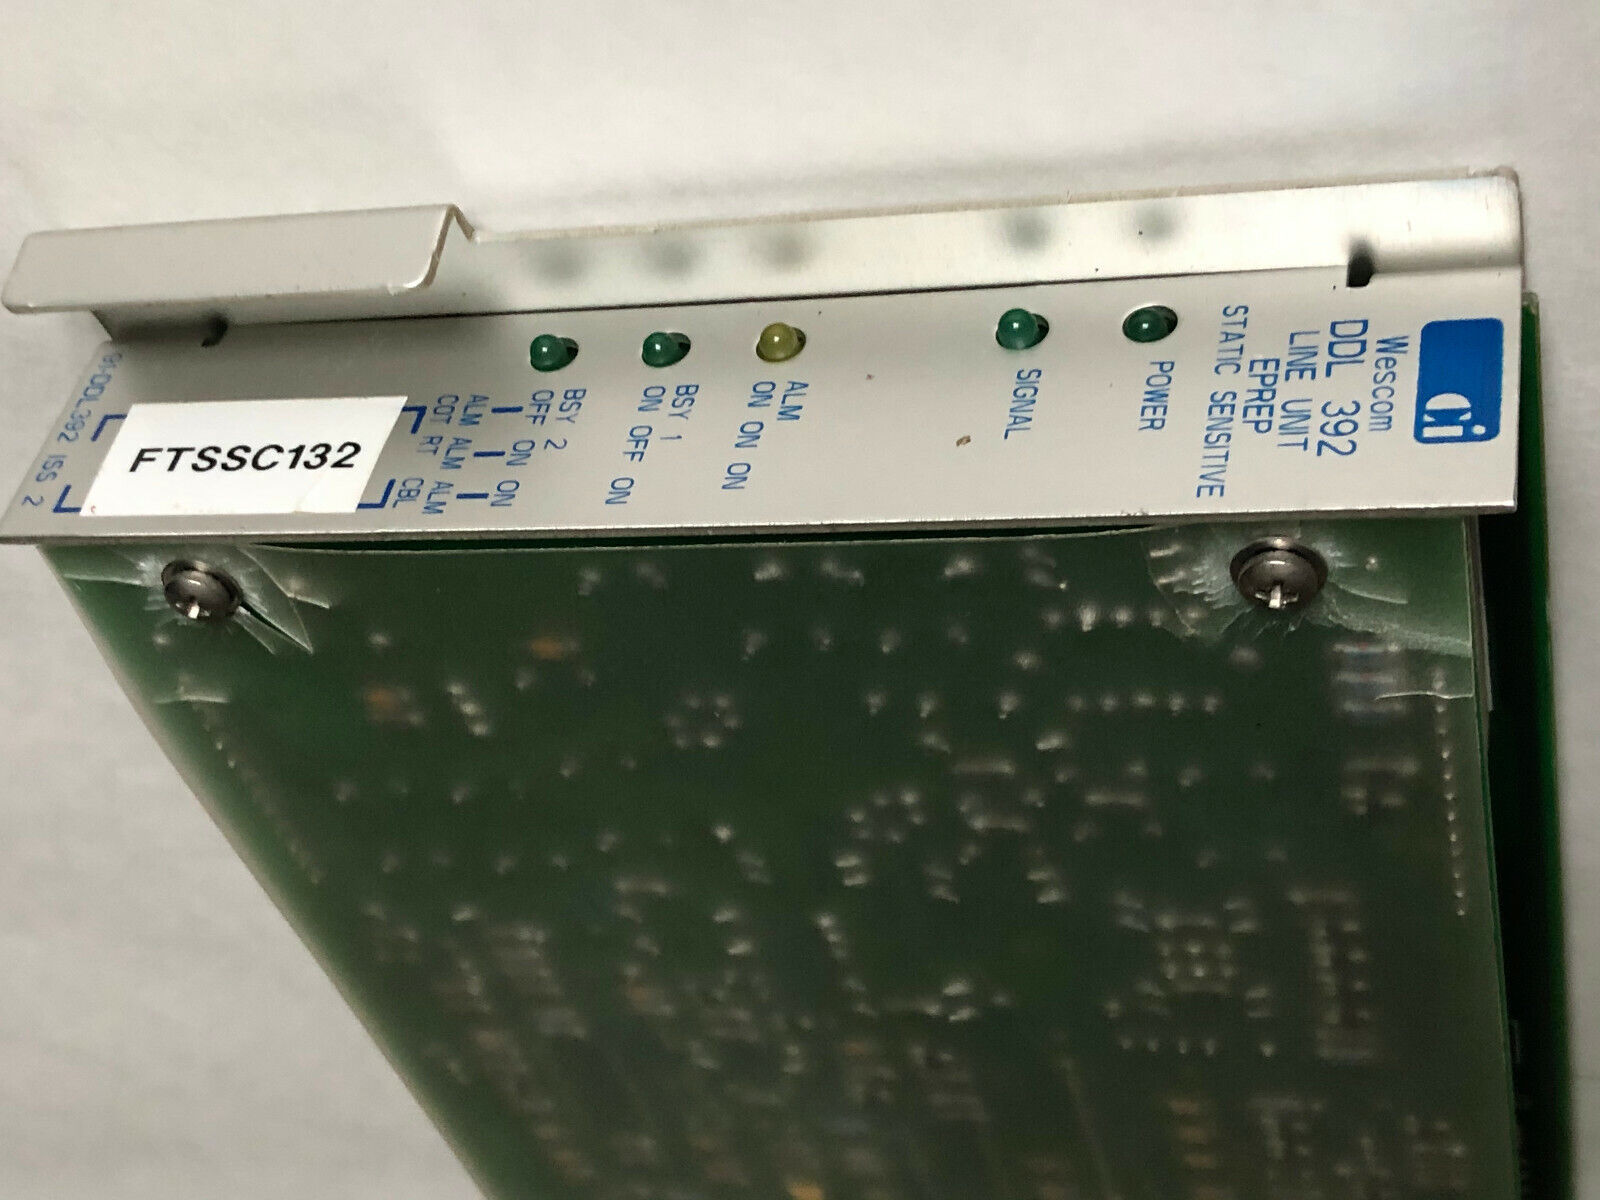 Ci
Wescom
DDL 392
LINE UNIT
EPREP
STATIC SENSITIVE
POWER
SIGNAL
ALM
ON ON ON
BSY 1
ON OFF ON
BSY 2
OFF ON ON
ALM ALM ALM
COT RT CBL
FTSSC132
ISS 2